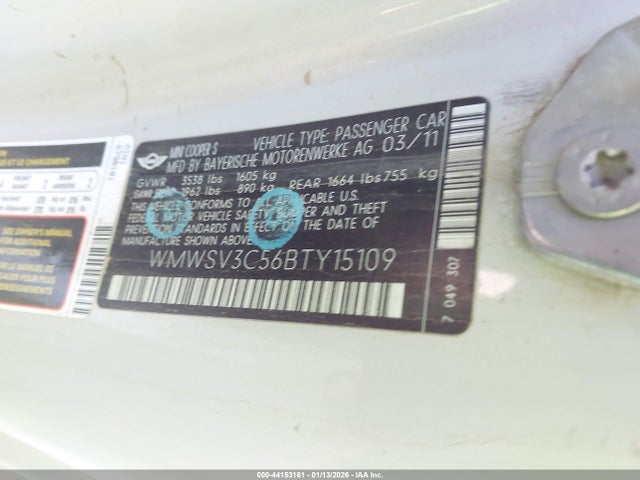 MINI COOPER S VEHICLE TYPE: PASSENGER CAR
MFD BY BAYERISCHE MOTORENWERKE AG 03/11
GVWR 3538 lbs 1605 kg
1962 lbs 890 kg REAR 1664 lbs 755 kg
THIS VEHICLE TO ALL APPLICABLE U.S.
FEDERAL MOTOR VEHICLE SAFETY, BUMPER AND THEFT
PREVENTION STANDARDS IN EFFECT ON THE DATE OF
MANUFACTURE SHOWN ABOVE.
WMWSV3C56BTY15109
7 049 307
000-44153161 - 01/13/2026 - IAA Inc.